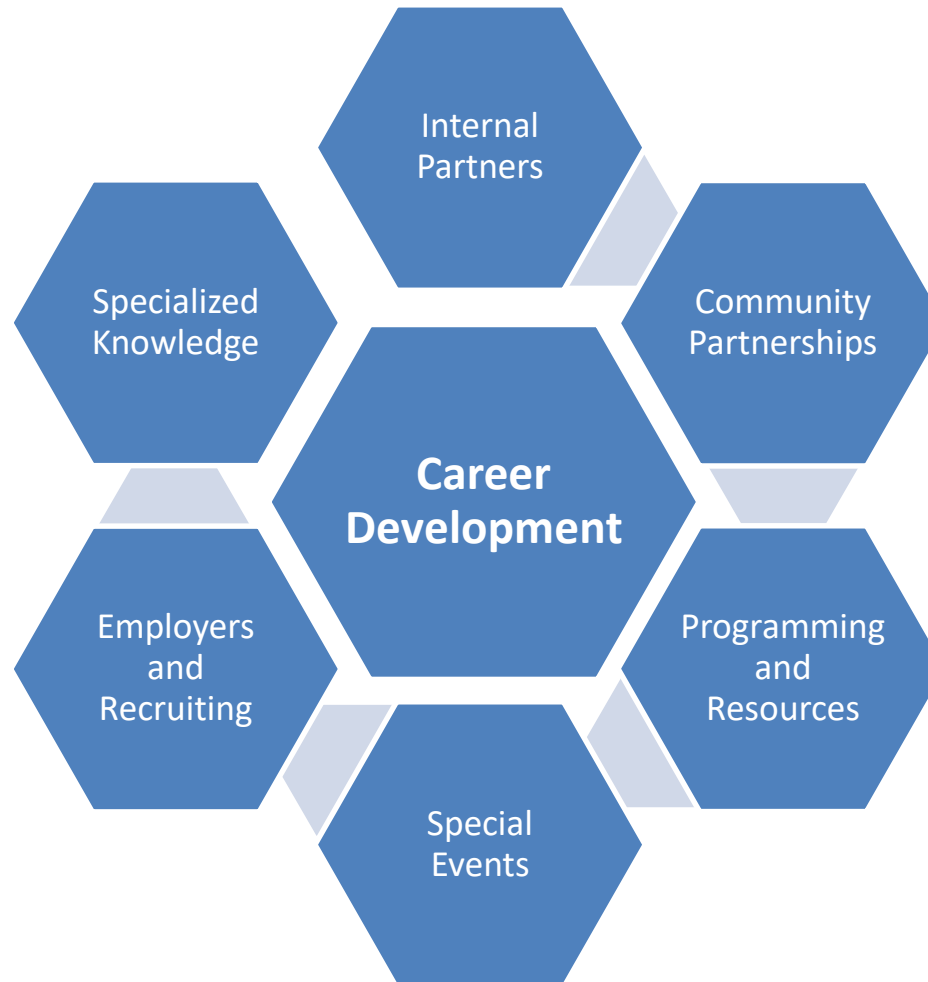 Internal
Partners
Specialized
Knowledge
Community
Partnerships
Career
Development
Employers
and
Recruiting
Programming
and
Resources
Special
Events